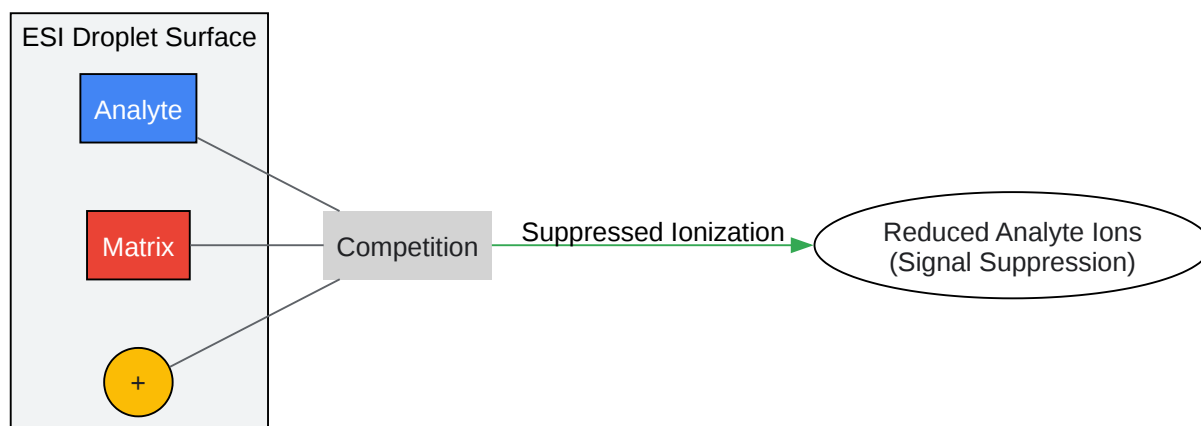 ESI Droplet Surface
Analyte
Matrix
+
Competition
Suppressed Ionization
Reduced Analyte Ions
(Signal Suppression)